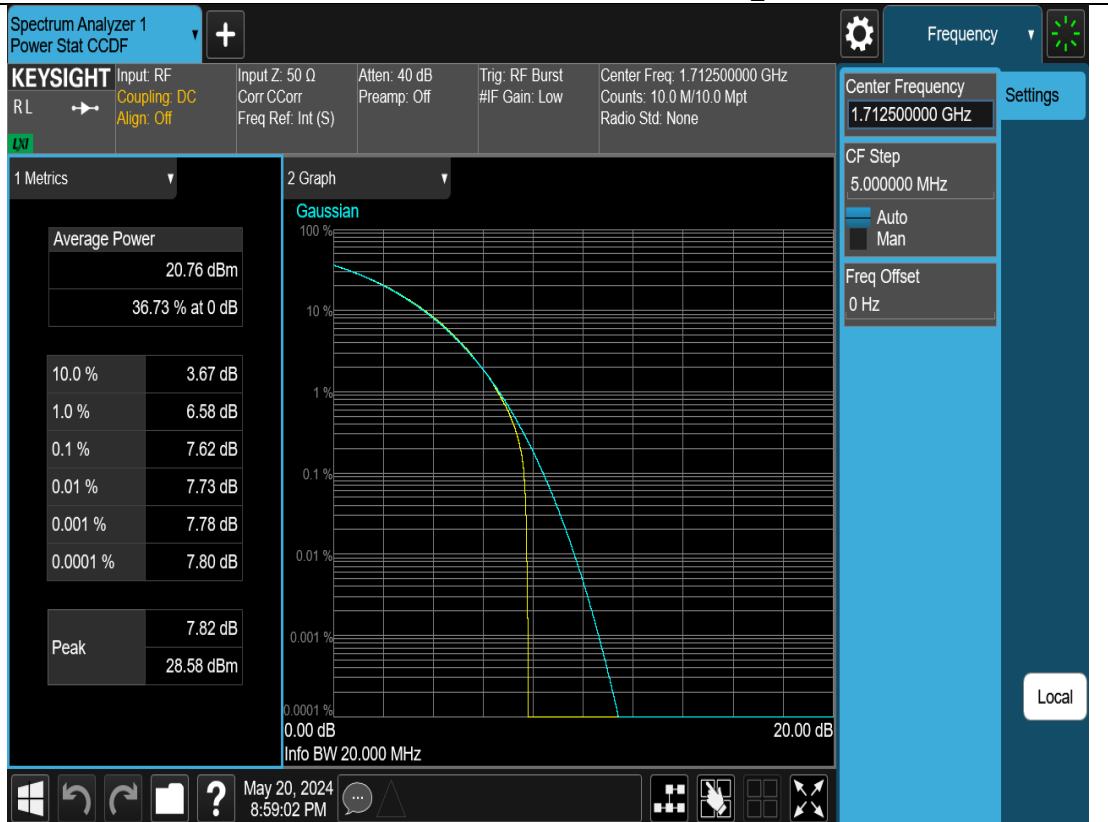 Spectrum Analyzer 1
Power Stat CCDF
+
Frequency
KEYSIGHT
RL
LXI
Input: RF
Coupling: DC
Align: Off
Input Z: 50 Ω
Corr CCorr
Freq Ref: Int (S)
Atten: 40 dB
Preamp: Off
Trig: RF Burst
#IF Gain: Low
Center Freq: 1.712500000 GHz
Counts: 10.0 M/10.0 Mpt
Radio Std: None
Center Frequency
1.712500000 GHz
Settings
CF Step
5.000000 MHz
Auto
Man
Freq Offset
0 Hz
1 Metrics
Average Power
20.76 dBm
36.73 % at 0 dB
10.0 % 3.67 dB
1.0 % 6.58 dB
0.1 % 7.62 dB
0.01 % 7.73 dB
0.001 % 7.78 dB
0.0001 % 7.80 dB
Peak 7.82 dB
28.58 dBm
2 Graph
Gaussian
100 %
10 %
1 %
0.1 %
0.01 %
0.001 %
0.0001 %
0.00 dB 20.00 dB
Info BW 20.000 MHz
Local
?
May 20, 2024
8:59:02 PM